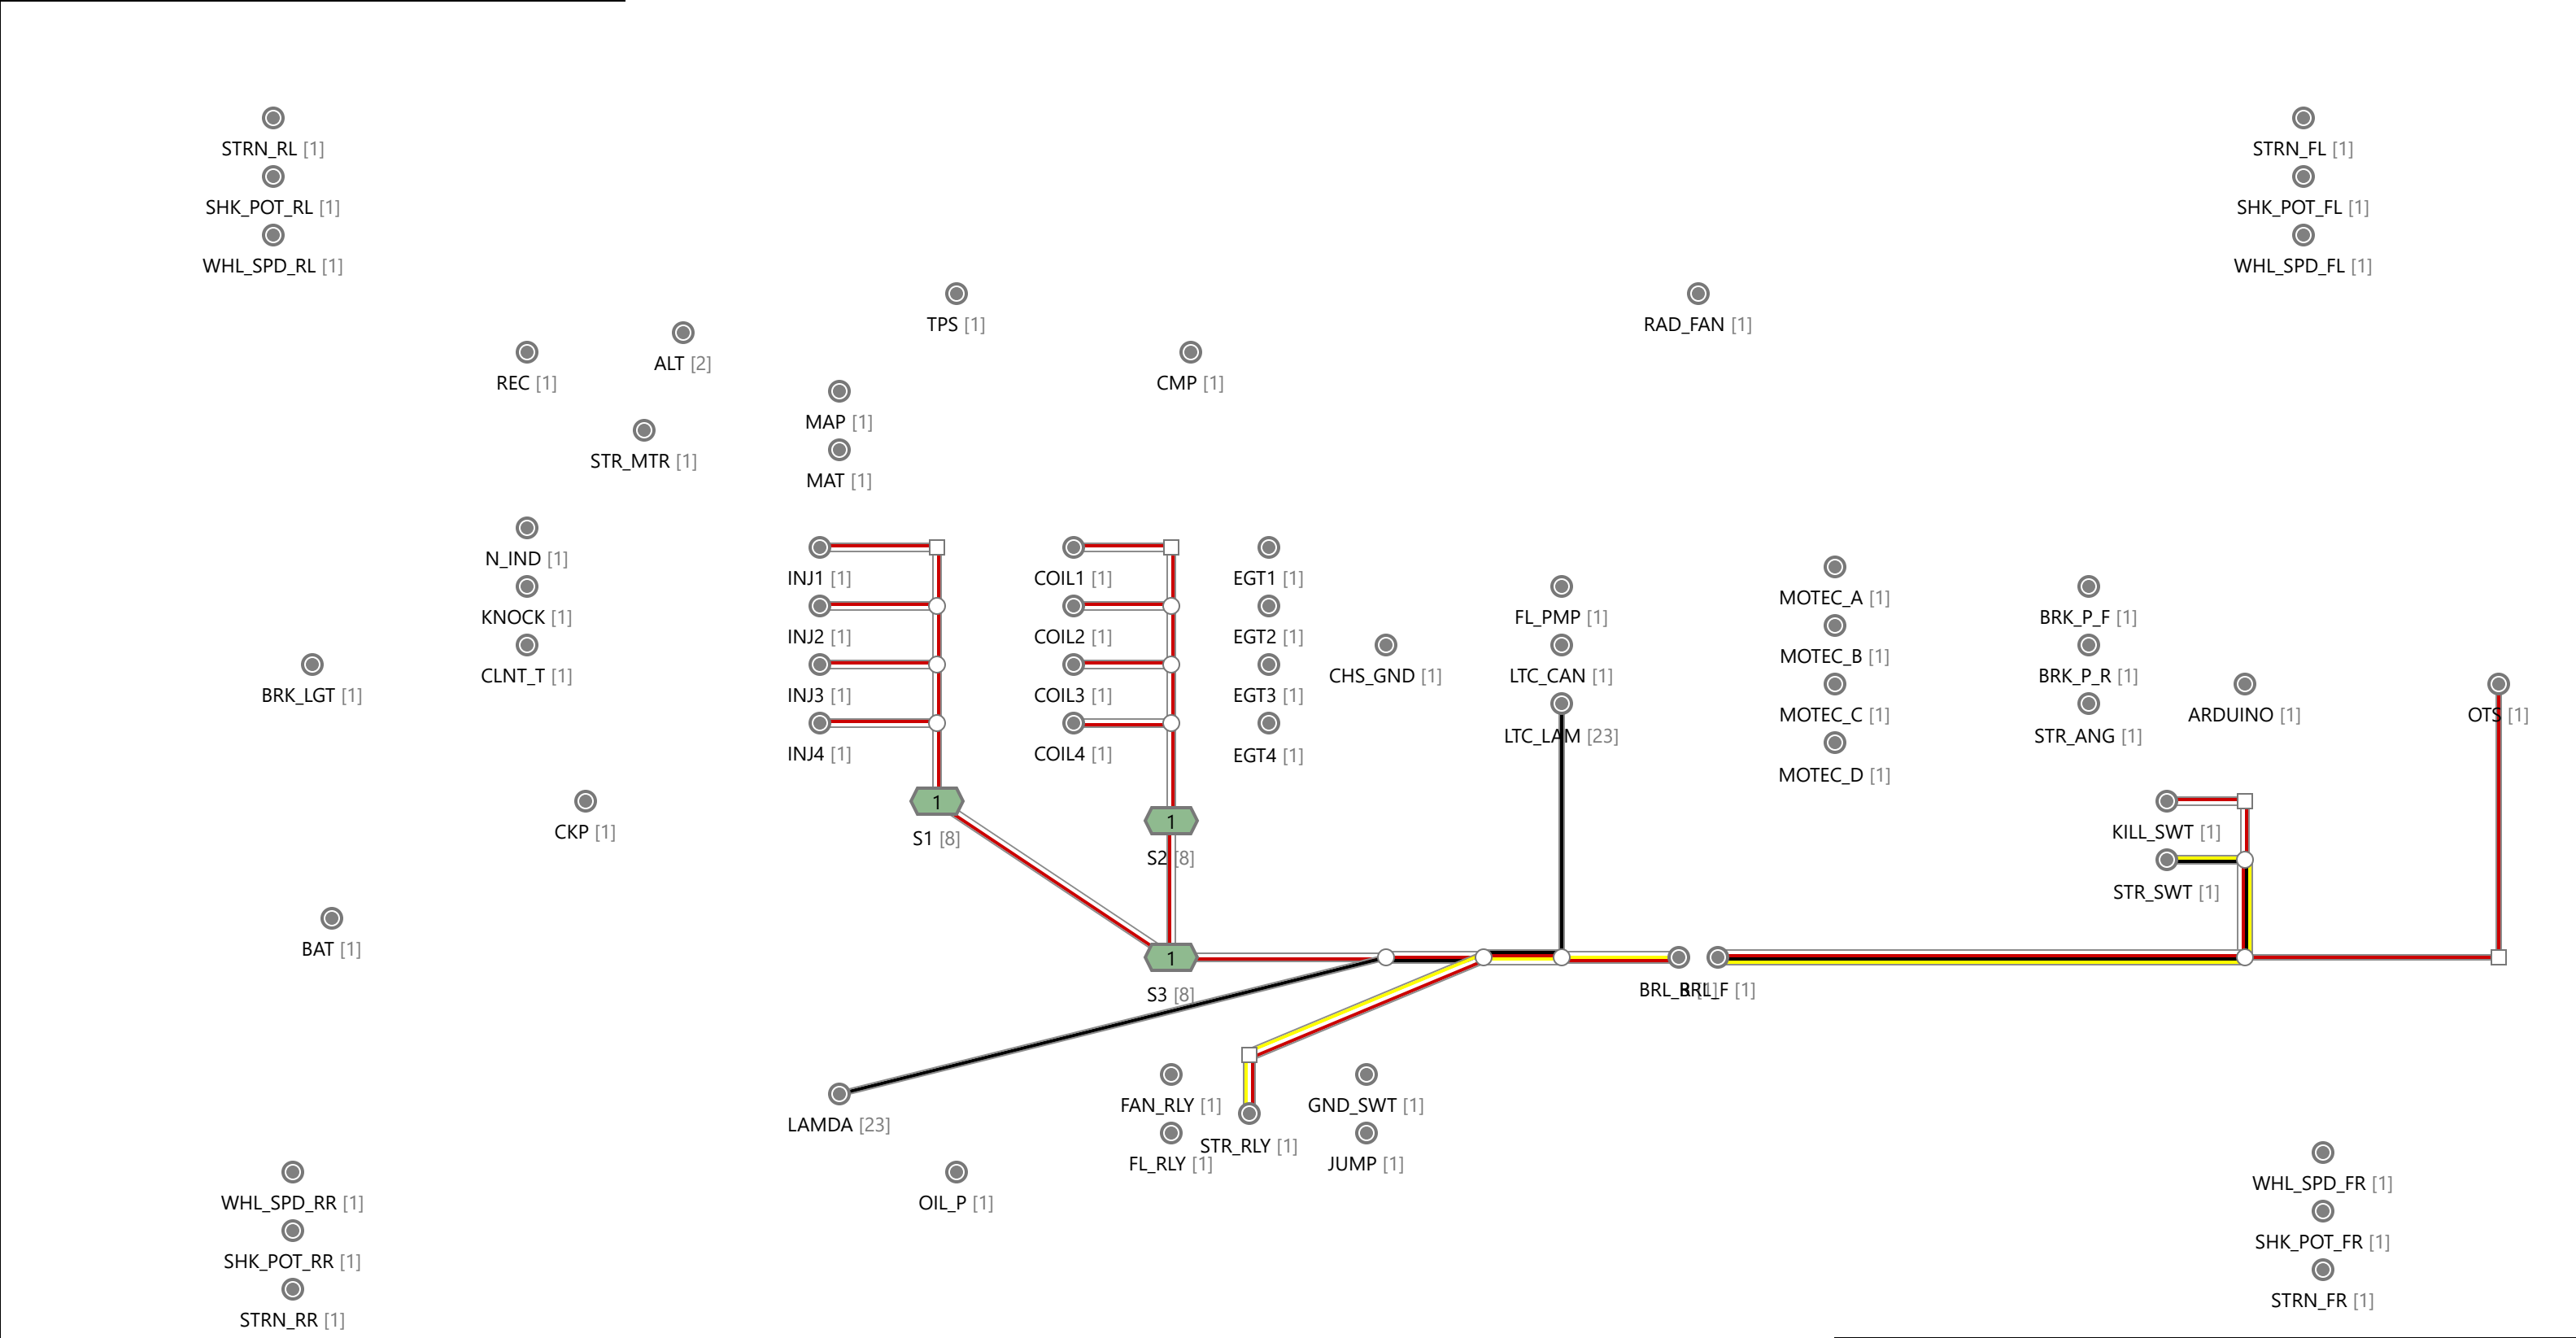 STRN_RL [1]
STRN_FL [1]
SHK_POT_RL [1]
SHK_POT_FL [1]
WHL_SPD_RL [1]
WHL_SPD_FL [1]
TPS [1]
RAD_FAN [1]
ALT [2]
REC [1]
CMP [1]
MAP [1]
STR_MTR [1]
MAT [1]
N_IND [1]
INJ1 [1]
COIL1 [1]
EGT1 [1]
MOTEC_A [1]
KNOCK [1]
FL_PMP [1]
BRK_P_F [1]
INJ2 [1]
COIL2 [1]
EGT2 [1]
MOTEC_B [1]
CLNT_T [1]
CHS_GND [1]
LTC_CAN [1]
BRK_P_R [1]
BRK_LGT [1]
INJ3 [1]
COIL3 [1]
EGT3 [1]
MOTEC_C [1]
ARDUINO [1]
OTS [1]
LTC_LAM [23]
STR_ANG [1]
INJ4 [1]
COIL4 [1]
EGT4 [1]
MOTEC_D [1]
1
CKP [1]
S1 [8]
KILL_SWT [1]
1
S2 [8]
STR_SWT [1]
BAT [1]
1
S3 [8]
BRL_R [1]
BRL_F [1]
LAMDA [23]
FAN_RLY [1]
GND_SWT [1]
STR_RLY [1]
FL_RLY [1]
JUMP [1]
WHL_SPD_RR [1]
OIL_P [1]
WHL_SPD_FR [1]
SHK_POT_RR [1]
SHK_POT_FR [1]
STRN_RR [1]
STRN_FR [1]